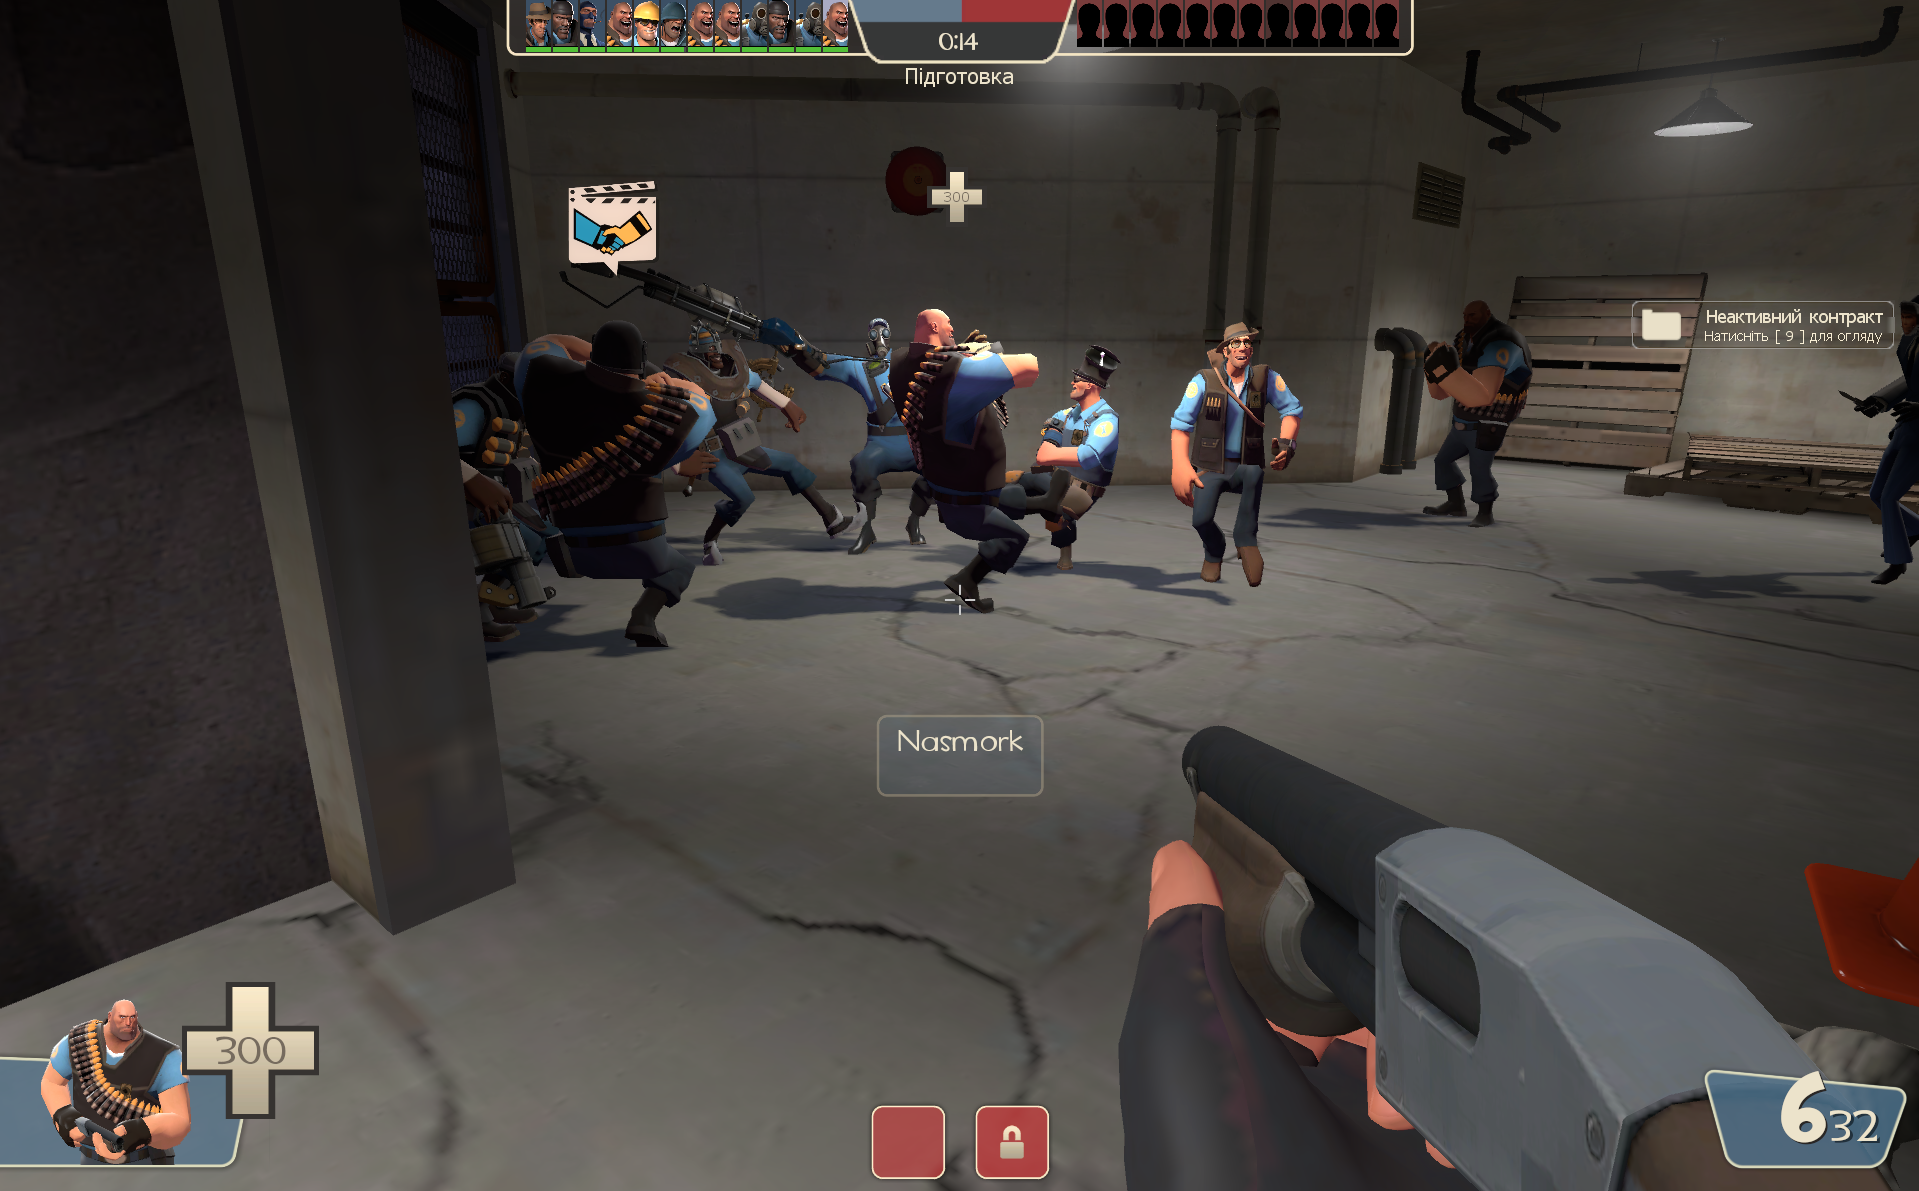 0:14
Підготовка
300
Неактивний контракт
Натисніть [ 9 ] для огляду
Nasmork
300
6 32